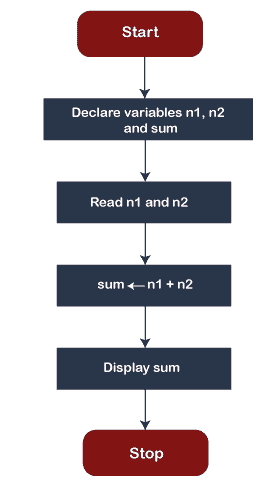 Start
Declare variables n1, n2
and sum
Read n1 and n2
sum ← n1 + n2
Display sum
Stop